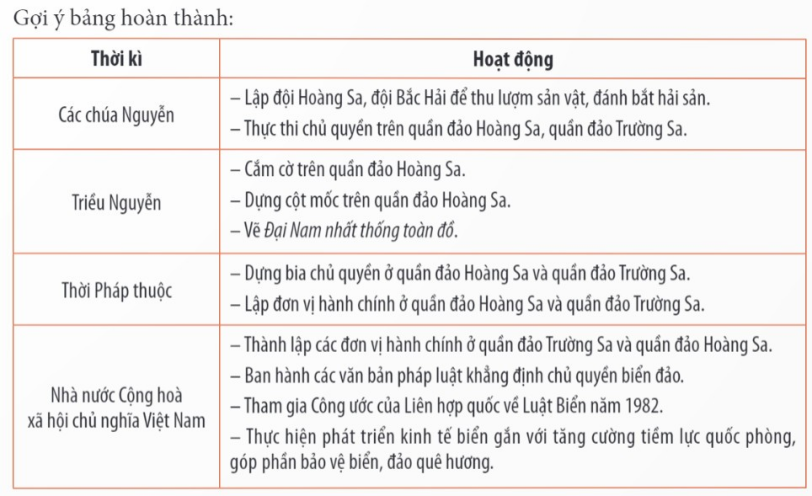 Gợi ý bảng hoàn thành:
Thời kì
Hoạt động
Các chúa Nguyễn
– Lập đội Hoàng Sa, đội Bắc Hải để thu lượm sản vật, đánh bắt hải sản.
– Thực thi chủ quyền trên quần đảo Hoàng Sa, quần đảo Trường Sa.
Triều Nguyễn
– Cắm cờ trên quần đảo Hoàng Sa.
– Dựng cột mốc trên quần đảo Hoàng Sa.
– Vẽ Đại Nam nhất thống toàn đồ.
Thời Pháp thuộc
– Dựng bia chủ quyền ở quần đảo Hoàng Sa và quần đảo Trường Sa.
– Lập đơn vị hành chính ở quần đảo Hoàng Sa và quần đảo Trường Sa.
Nhà nước Cộng hoà
xã hội chủ nghĩa Việt Nam
– Thành lập các đơn vị hành chính ở quần đảo Trường Sa và quần đảo Hoàng Sa.
– Ban hành các văn bản pháp luật khẳng định chủ quyền biển đảo.
– Tham gia Công ước của Liên hợp quốc về Luật Biển năm 1982.
– Thực hiện phát triển kinh tế biển gắn với tăng cường tiềm lực quốc phòng,
góp phần bảo vệ biển, đảo quê hương.